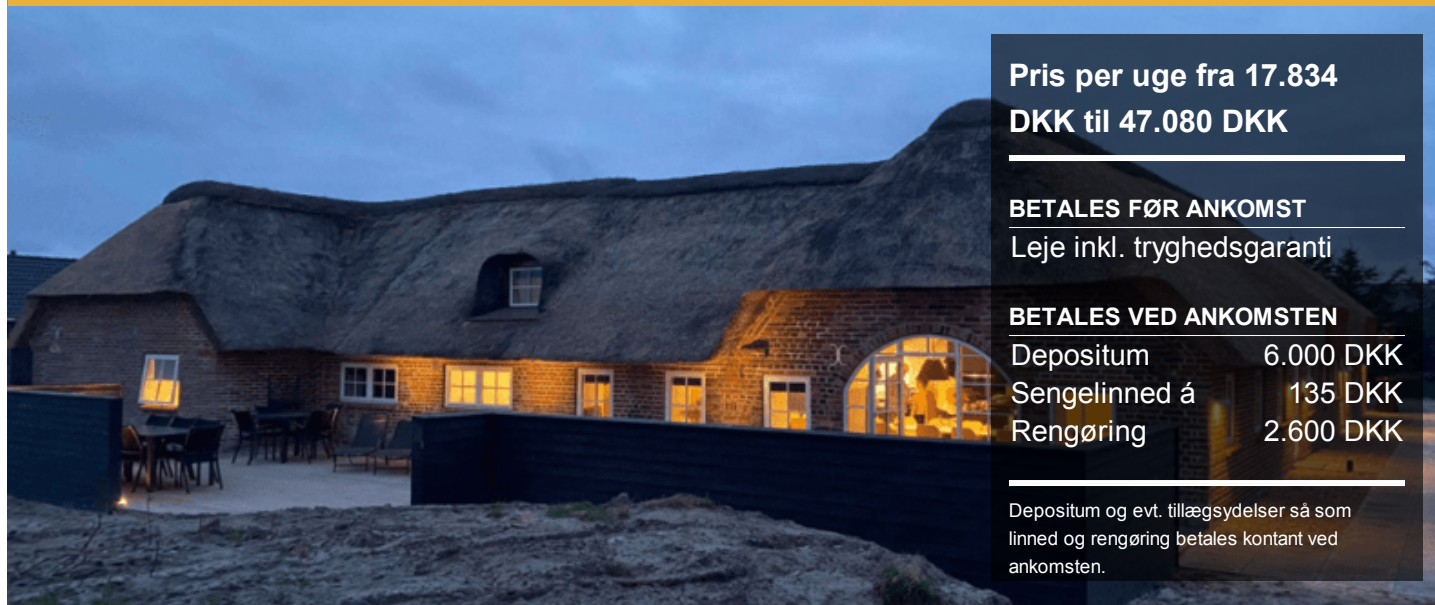 Pris per uge fra 17.834
DKK til 47.080 DKK
BETALES FØR ANKOMST
Leje inkl. tryghedsgaranti
BETALES VED ANKOMSTEN
Depositum 6.000 DKK
Sengelinned á 135 DKK
Rengøring 2.600 DKK
Depositum og evt. tillægsydelser så som
linned og rengøring betales kontant ved
ankomsten.